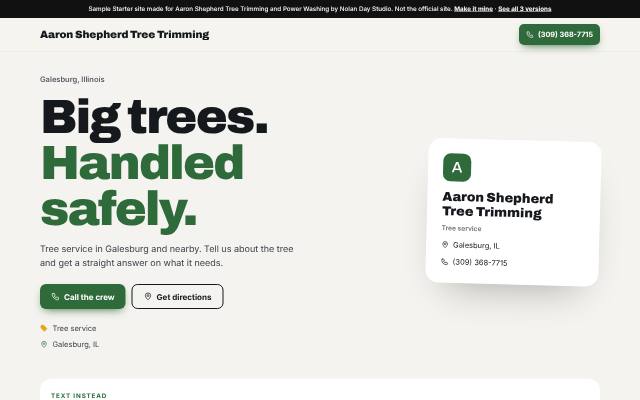 Sample Starter site made for Aaron Shepherd Tree Trimming and Power Washing by Nolan Day Studio. Not the official site. Make it mine · See all 3 versions
Aaron Shepherd Tree Trimming
(309) 368-7715
Galesburg, Illinois
Big trees.
Handled
safely.
Tree service in Galesburg and nearby. Tell us about the tree
and get a straight answer on what it needs.
Call the crew
Get directions
Tree service
Galesburg, IL
A
Aaron Shepherd
Tree Trimming
Tree service
Galesburg, IL
(309) 368-7715
TEXT INSTEAD